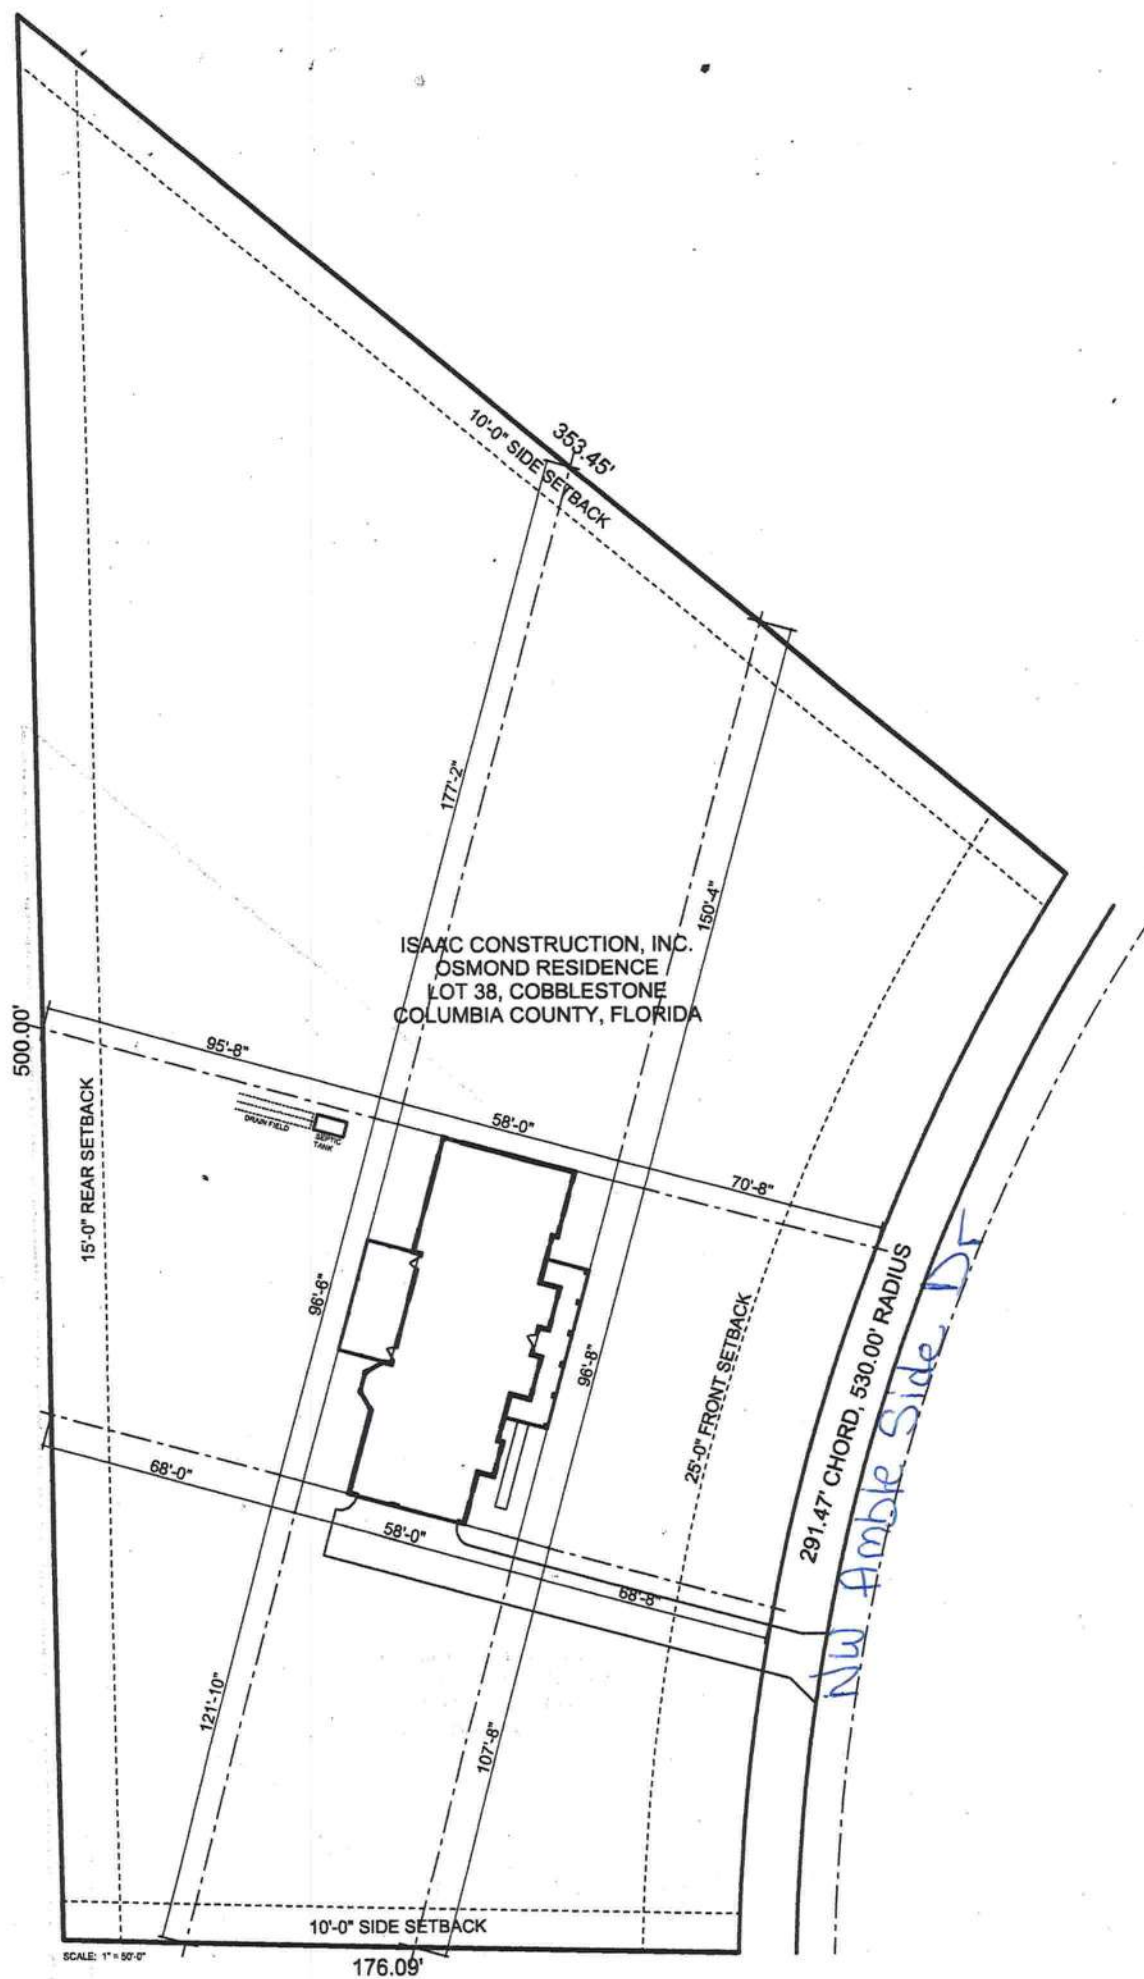 353.45'
10'-0" SIDE SETBACK
177'-2"
150'-4"
ISAAC CONSTRUCTION, INC.
OSMOND RESIDENCE
LOT 38, COBBLESTONE
COLUMBIA COUNTY, FLORIDA
500.00'
95'-8"
15'-0" REAR SETBACK
DRAIN FIELD
SEPTIC
TANK
58'-0"
70'-8"
96'-6"
96'-8"
25'-0" FRONT SETBACK
291.47' CHORD, 530.00' RADIUS
NW Amble Side Dr
68'-0"
58'-0"
68'-8"
121'-10"
107'-8"
10'-0" SIDE SETBACK
SCALE: 1" = 50'-0"
176.09'